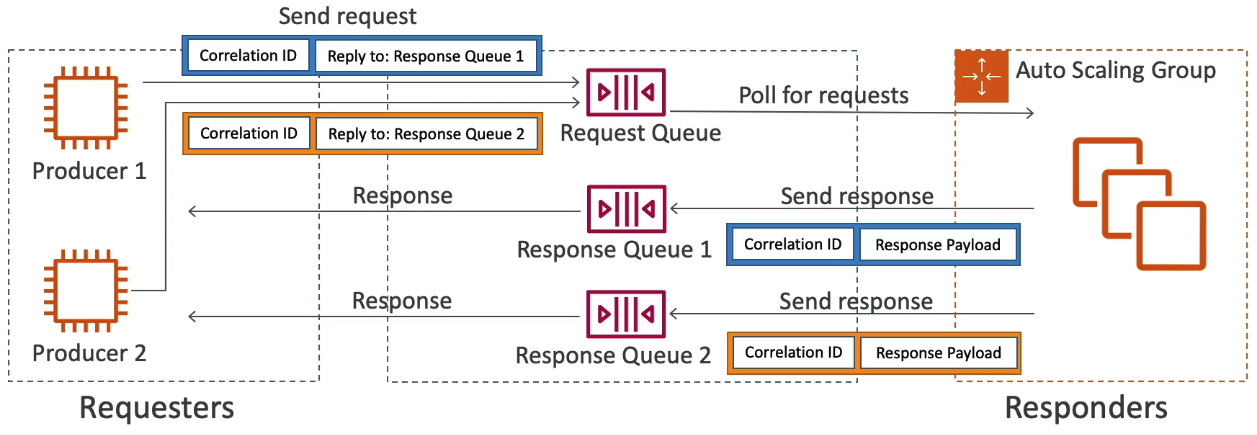 Send request
Correlation ID
Reply to: Response Queue 1
Auto Scaling Group
Poll for requests
Request Queue
Correlation ID
Reply to: Response Queue 2
Producer 1
Response
Send response
Response Queue 1
Correlation ID
Response Payload
Response
Send response
Producer 2
Response Queue 2
Correlation ID
Response Payload
Requesters
Responders